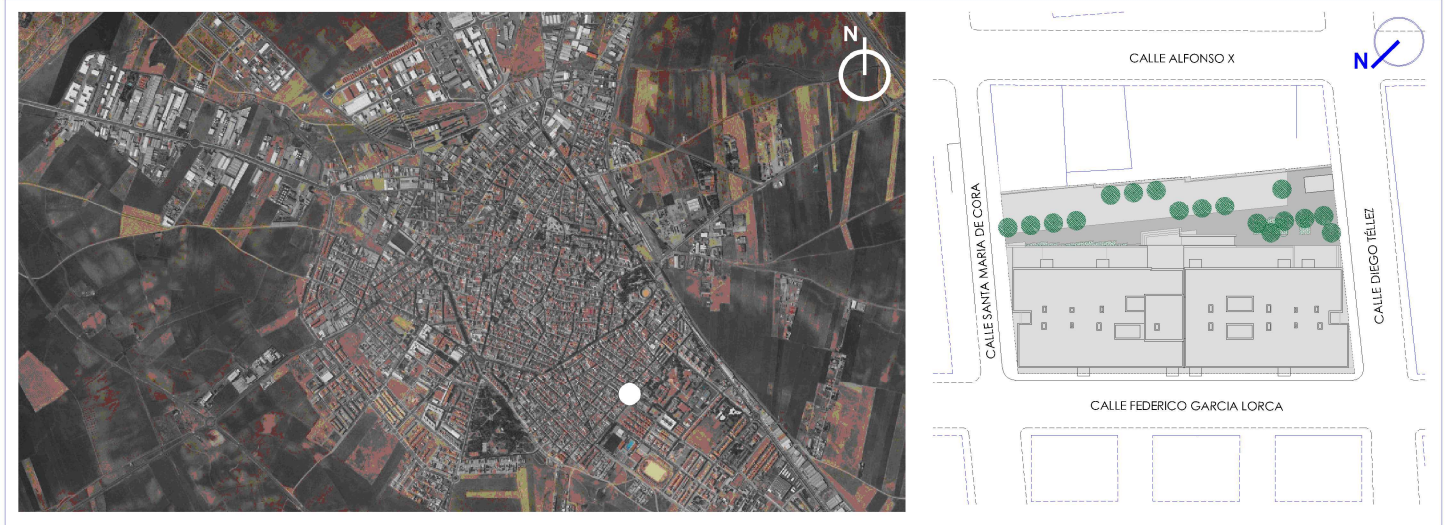 N
N
CALLE ALFONSO X
CALLE SANTA MARIA DE CORA
CALLE DIEGO TÉLLEZ
CALLE FEDERICO GARCIA LORCA